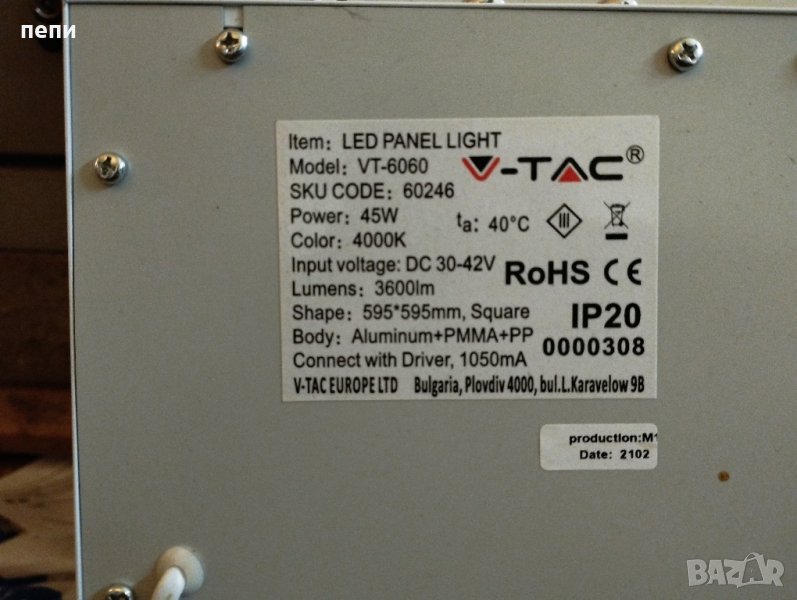 пепи
Item: LED PANEL LIGHT
Model: VT-6060
V-TAC®
SKU CODE: 60246
Power: 45W
ta: 40°C
III
Color: 4000K
Input voltage: DC 30-42V
RoHS CE
Lumens: 3600lm
Shape: 595*595mm, Square
IP20
Body: Aluminum+PMMA+PP
0000308
Connect with Driver, 1050mA
V-TAC EUROPE LTD Bulgaria, Plovdiv 4000, bul.L.Karavelow 9B
production:M1
Date: 2102
BAZAR